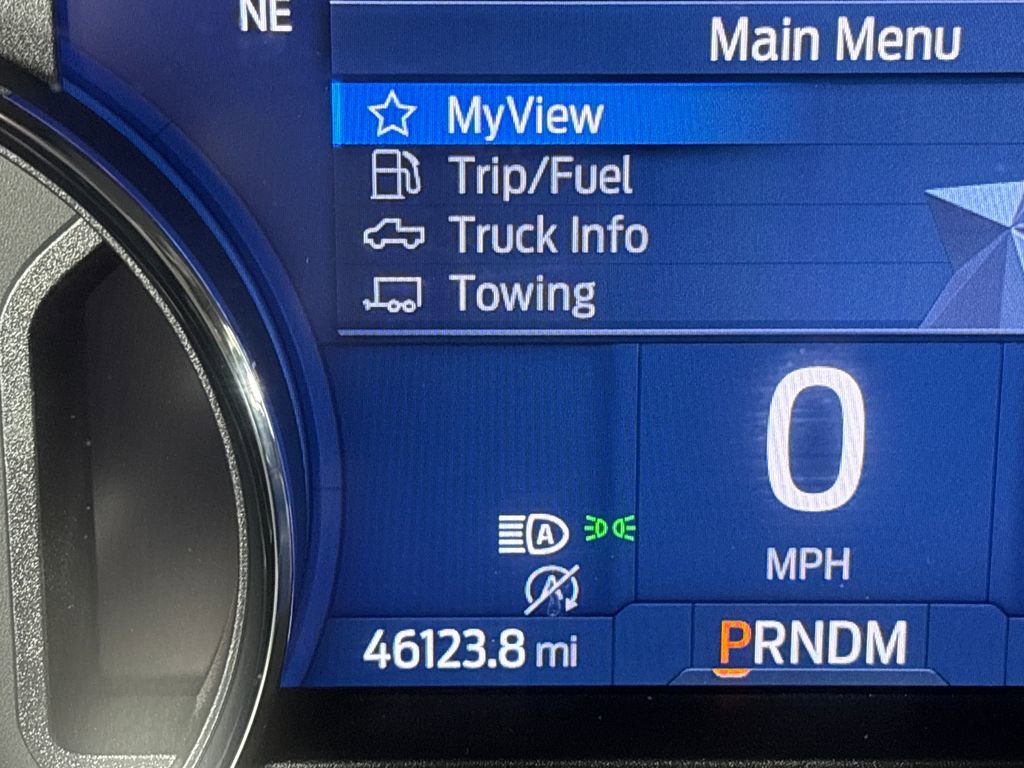 NE
Main Menu
MyView
Trip/Fuel
Truck Info
Towing
0
MPH
A
A
46123.8 mi
PRNDM